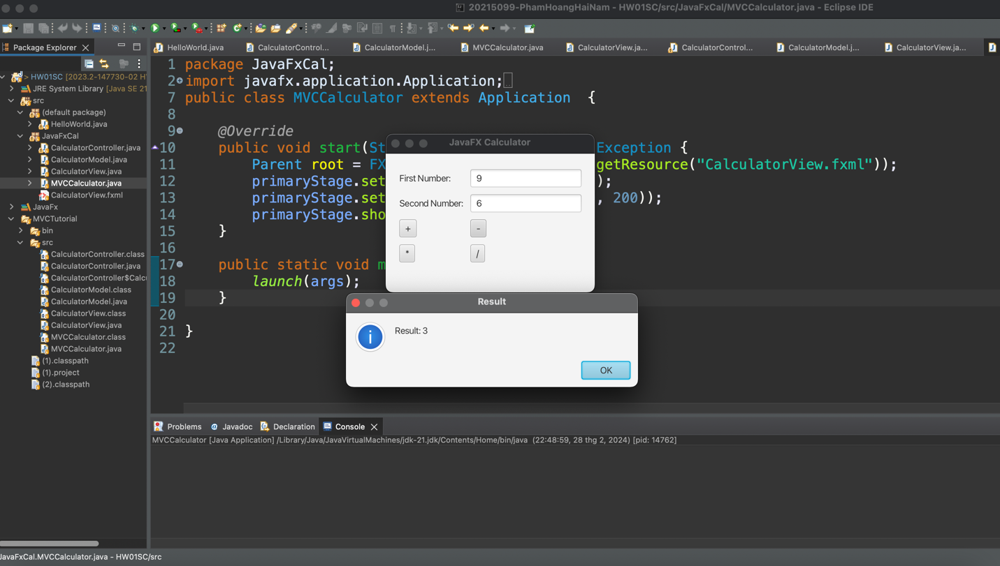 20215099-PhamHoangHaiNam - HW01SC/src/JavaFxCal/MVCCalculator.java - Eclipse IDE
Package Explorer
HelloWorld.java
CalculatorControl...
CalculatorModel.j...
MVCCalculator.java
CalculatorView.ja...
CalculatorControl...
CalculatorModel.j...
CalculatorView.ja...
> HW01SC [2023.2-147730-02 H
JRE System Library [Java SE 21
src
(default package)
HelloWorld.java
JavaFxCal
CalculatorController.java
CalculatorModel.java
CalculatorView.java
MVCCalculator.java
CalculatorView.fxml
JavaFx
MVCTutorial
bin
src
CalculatorController.class
CalculatorController.java
CalculatorController$Calcu
CalculatorModel.class
CalculatorModel.java
CalculatorView.class
CalculatorView.java
MVCCalculator.class
MVCCalculator.java
(1).classpath
(1).project
(2).classpath
1 package JavaFxCal;
2 import javafx.application.Application;
7 public class MVCCalculator extends Application {
8
9 @Override
10 public void start(St Exception {
11 Parent root = FX getResource("CalculatorView.fxml"));
12 primaryStage.set );
13 primaryStage.set , 200));
14 primaryStage.sho
15 }
16
17 public static void m
18 launch(args);
19 }
20
21 }
22
JavaFX Calculator
First Number: 9
Second Number: 6
+ -
* /
Result
Result: 3
OK
Problems
Javadoc
Declaration
Console
MVCCalculator [Java Application] /Library/Java/JavaVirtualMachines/jdk-21.jdk/Contents/Home/bin/java (22:48:59, 28 thg 2, 2024) [pid: 14762]
JavaFxCal.MVCCalculator.java - HW01SC/src